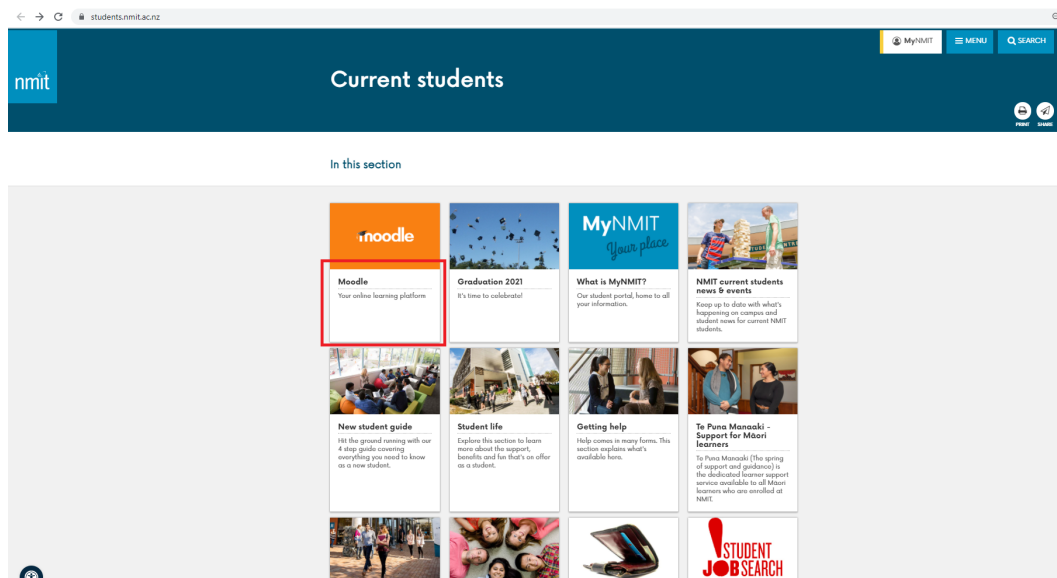 students.nmit.ac.nz
MyNMIT
MENU
SEARCH
nmit
Current students
PRINT
SHARE
In this section
moodle
Moodle
Your online learning platform
Graduation 2021
It's time to celebrate!
MyNMIT
Your place
What is MyNMIT?
Our student portal, home to all
your information.
NMIT current students
news & events
Keep up to date with what's
happening on campus and
student news for current NMIT
students.
New student guide
Hit the ground running with our
4 step guide covering
everything you need to know
as a new student.
Student life
Explore this section to learn
more about the support,
benefits and fun that's on offer
as a student.
Getting help
Help comes in many forms. This
section explains what's
available here.
Te Puna Manaaki -
Support for Māori
learners
Te Puna Manaaki (The spring
of support and guidance) is
the dedicated learner support
service available to all Māori
learners who are enrolled at
NMIT.
STUDENT
JOB SEARCH